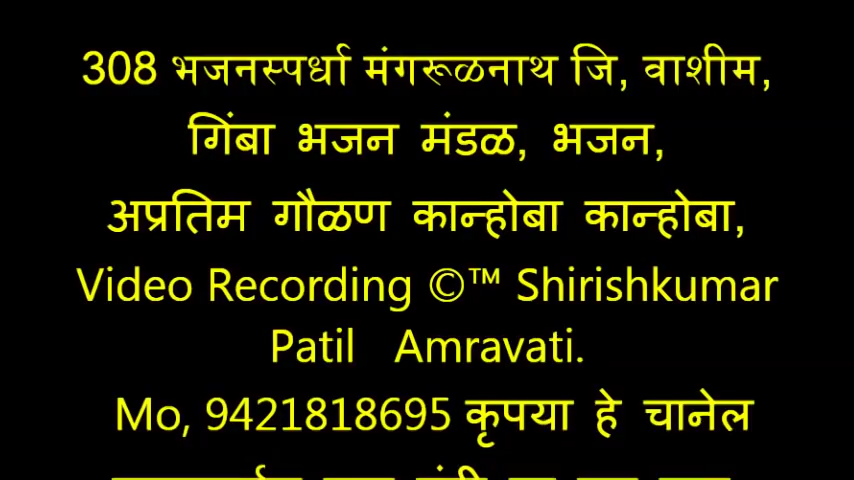 308 भजनस्पर्धा मंगरूळनाथ जि, वाशीम,
गिंबा भजन मंडळ, भजन,
अप्रतिम गौळण कान्होबा कान्होबा,
Video Recording ©™ Shirishkumar
Patil Amravati.
Mo, 9421818695 कृपया हे चानेल